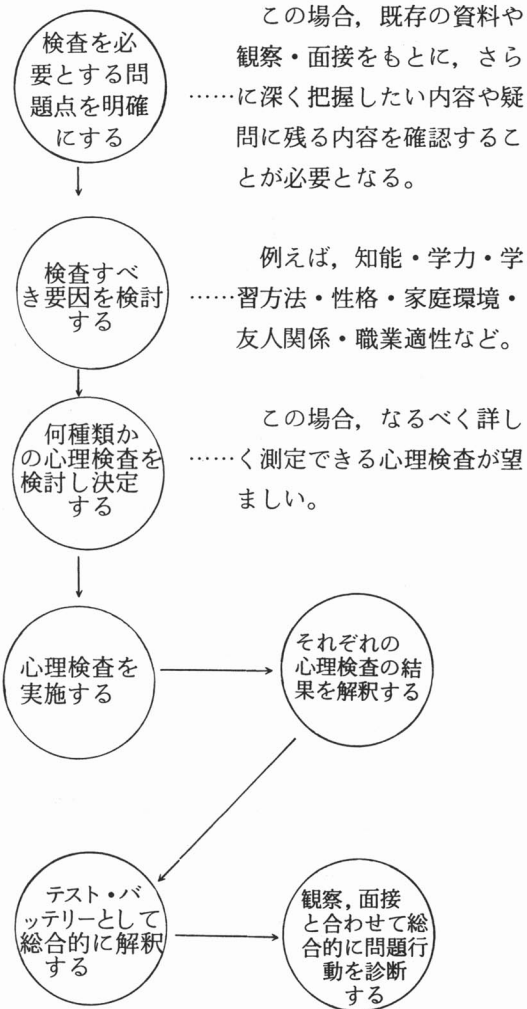 検査を必
要とする問
題点を明確
にする
この場合，既存の資料や
観察・面接をもとに，さら
……に深く把握したい内容や疑
問に残る内容を確認するこ
とが必要となる。
検査すべ
き要因を検討
する
例えば，知能・学力・学
……習方法・性格・家庭環境・
友人関係・職業適性など。
何種類か
の心理検査を
検討し決定
する
この場合，なるべく詳し
……く測定できる心理検査が望
ましい。
心理検査を
実施する
それぞれの
心理検査の結
果を解釈する
テスト・バ
ッテリーとして
総合的に解釈
する
観察，面接
と合わせて総
合的に問題行
動を診断
する